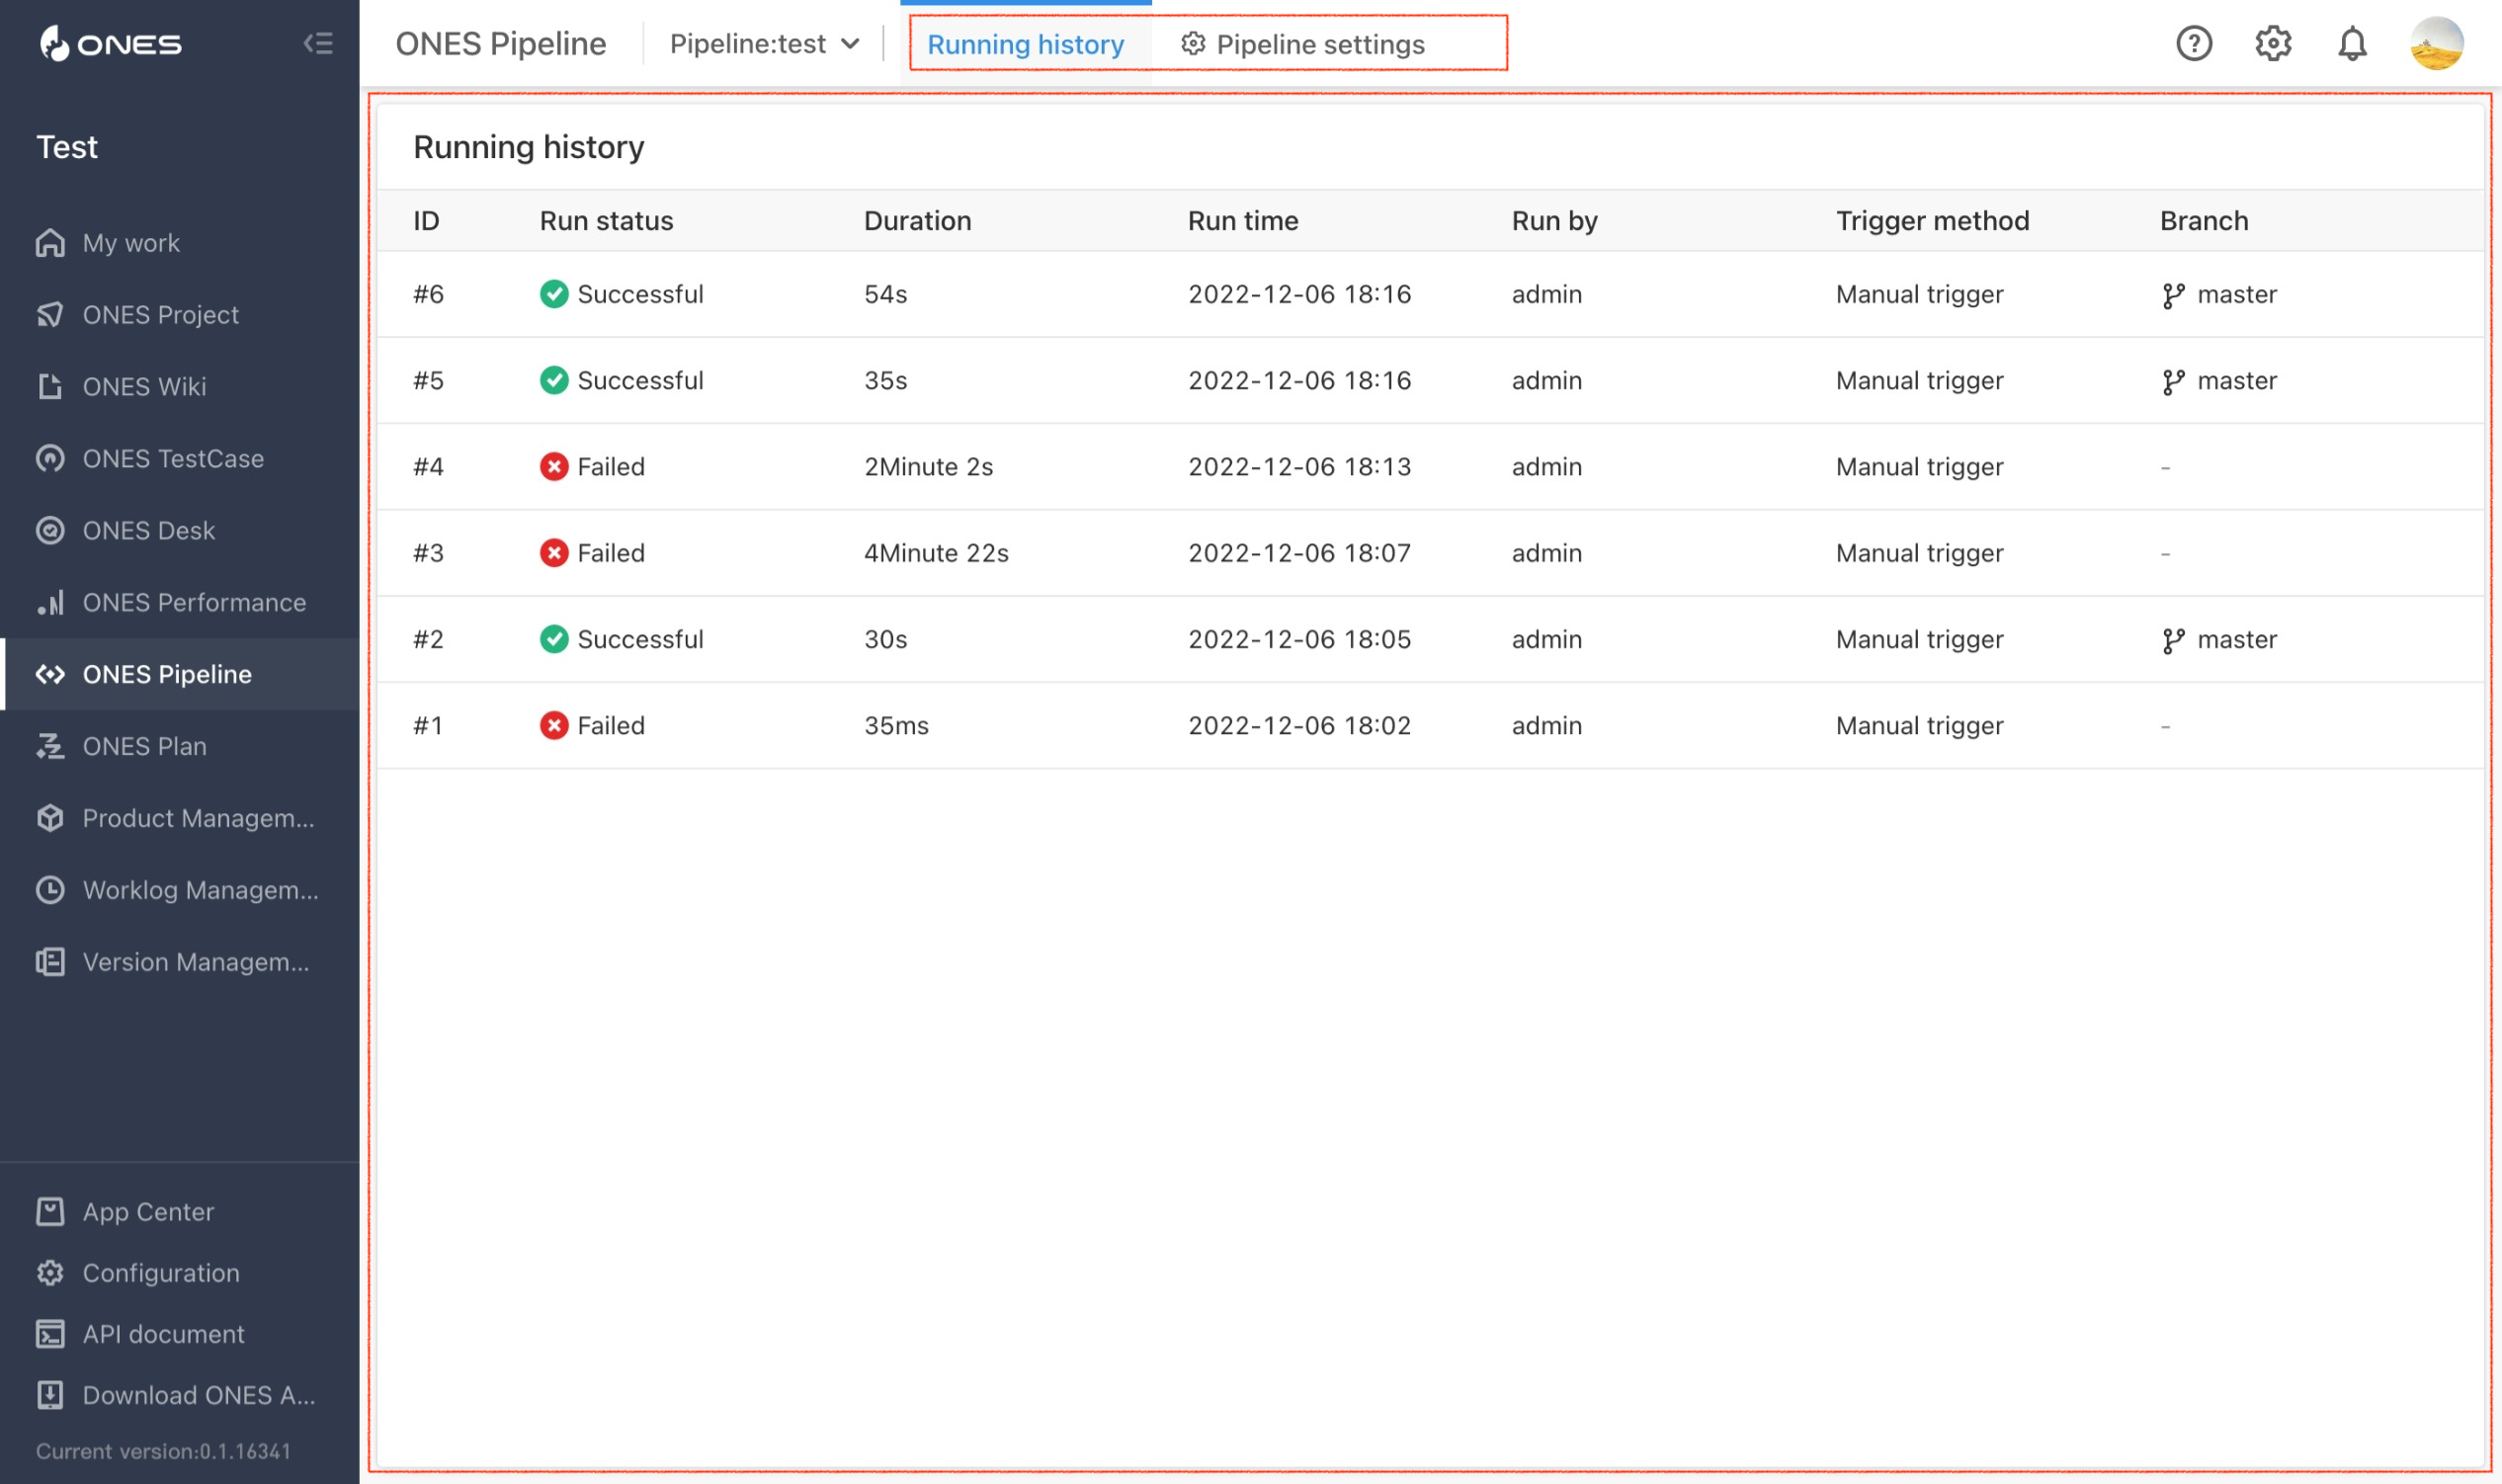 ONES
Test
My work
ONES Project
ONES Wiki
ONES TestCase
ONES Desk
ONES Performance
ONES Pipeline
ONES Plan
Product Managem...
Worklog Managem...
Version Managem...
App Center
Configuration
API document
Download ONES A...
Current version:0.1.16341
ONES Pipeline Pipeline:test Running history Pipeline settings
Running history
ID Run status Duration Run time Run by Trigger method Branch
#6 Successful 54s 2022-12-06 18:16 admin Manual trigger master
#5 Successful 35s 2022-12-06 18:16 admin Manual trigger master
#4 Failed 2Minute 2s 2022-12-06 18:13 admin Manual trigger -
#3 Failed 4Minute 22s 2022-12-06 18:07 admin Manual trigger -
#2 Successful 30s 2022-12-06 18:05 admin Manual trigger master
#1 Failed 35ms 2022-12-06 18:02 admin Manual trigger -